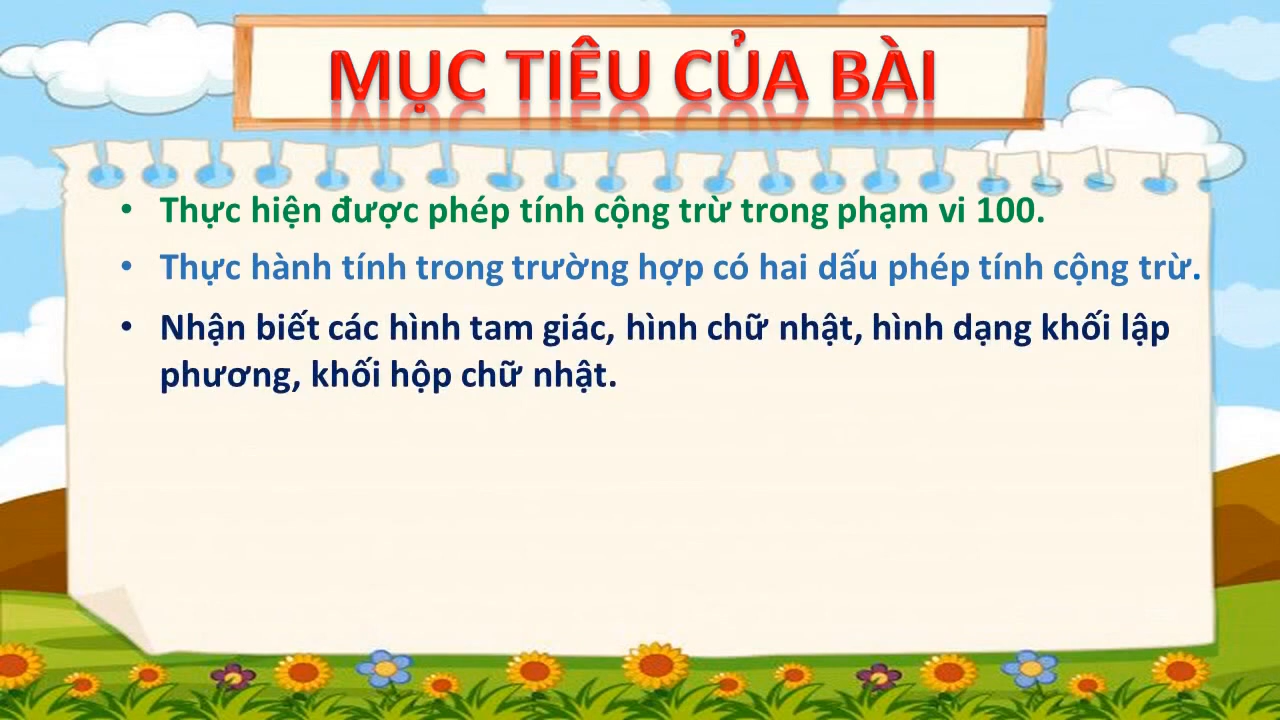 MỤC TIÊU CỦA BÀI
• Thực hiện được phép tính cộng trừ trong phạm vi 100.
• Thực hành tính trong trường hợp có hai dấu phép tính cộng trừ.
• Nhận biết các hình tam giác, hình chữ nhật, hình dạng khối lập
phương, khối hộp chữ nhật.